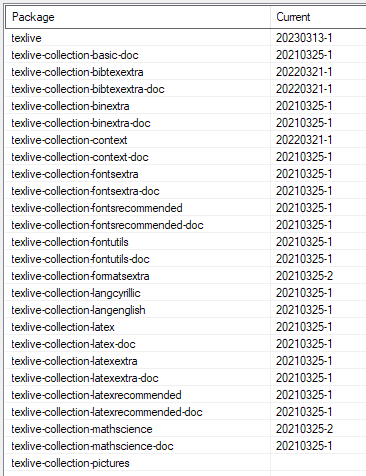 Package Current
texlive 20230313-1
texlive-collection-basic-doc 20210325-1
texlive-collection-bibtexextra 20220321-1
texlive-collection-bibtexextra-doc 20220321-1
texlive-collection-binextra 20210325-1
texlive-collection-binextra-doc 20210325-1
texlive-collection-context 20220321-1
texlive-collection-context-doc 20210325-1
texlive-collection-fontsextra 20210325-1
texlive-collection-fontsextra-doc 20210325-1
texlive-collection-fontsrecommended 20210325-1
texlive-collection-fontsrecommended-doc 20210325-1
texlive-collection-fontutils 20210325-1
texlive-collection-fontutils-doc 20210325-1
texlive-collection-formatsextra 20210325-2
texlive-collection-langcyrillic 20210325-1
texlive-collection-langenglish 20210325-1
texlive-collection-latex 20210325-1
texlive-collection-latex-doc 20210325-1
texlive-collection-latexextra 20210325-1
texlive-collection-latexextra-doc 20210325-1
texlive-collection-latexrecommended 20210325-1
texlive-collection-latexrecommended-doc 20210325-1
texlive-collection-mathscience 20210325-2
texlive-collection-mathscience-doc 20210325-1
texlive-collection-pictures